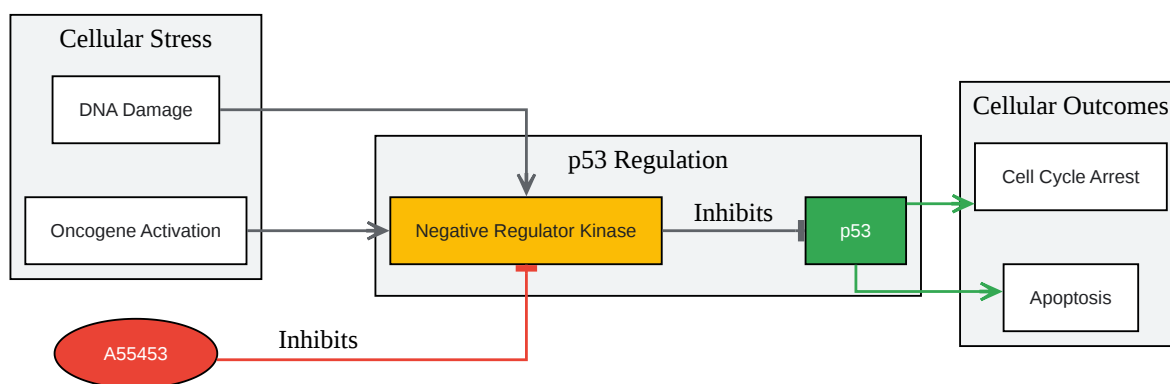 Cellular Stress
DNA Damage
Oncogene Activation
p53 Regulation
Negative Regulator Kinase
Inhibits
p53
Cellular Outcomes
Cell Cycle Arrest
Apoptosis
A55453
Inhibits